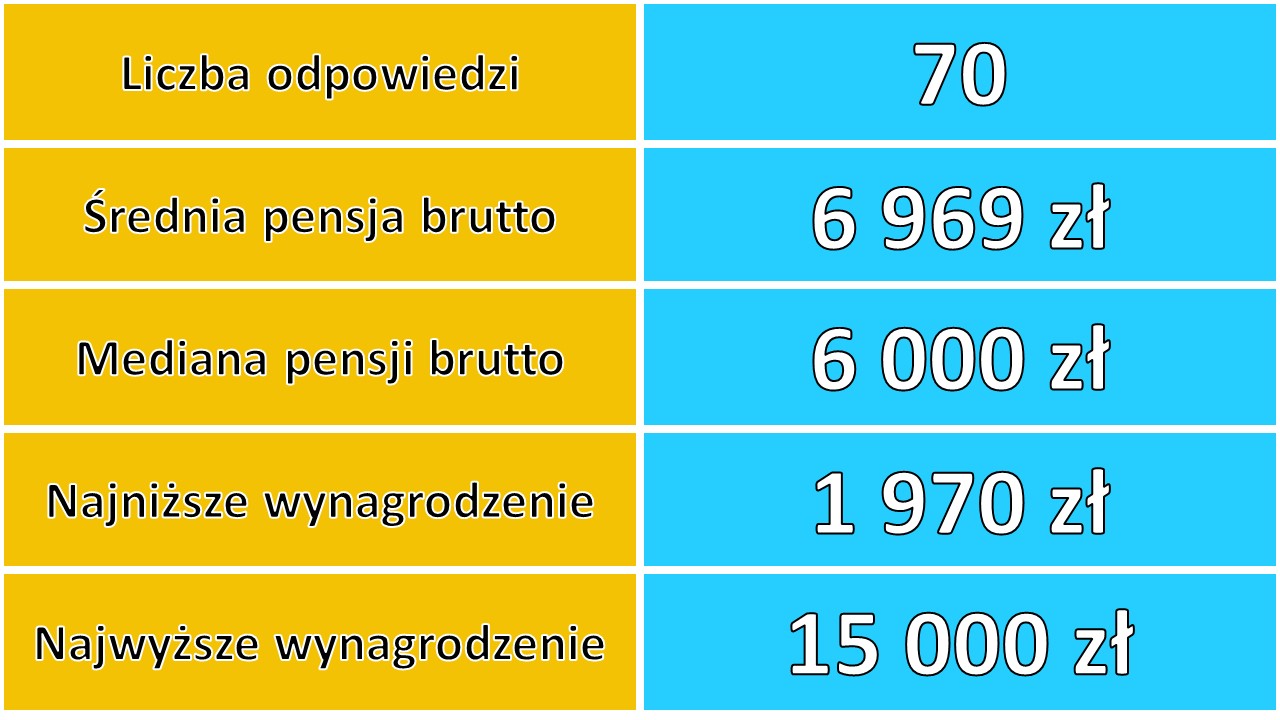 Liczba odpowiedzi 70
Średnia pensja brutto 6 969 zł
Mediana pensji brutto 6 000 zł
Najniższe wynagrodzenie 1 970 zł
Najwyższe wynagrodzenie 15 000 zł